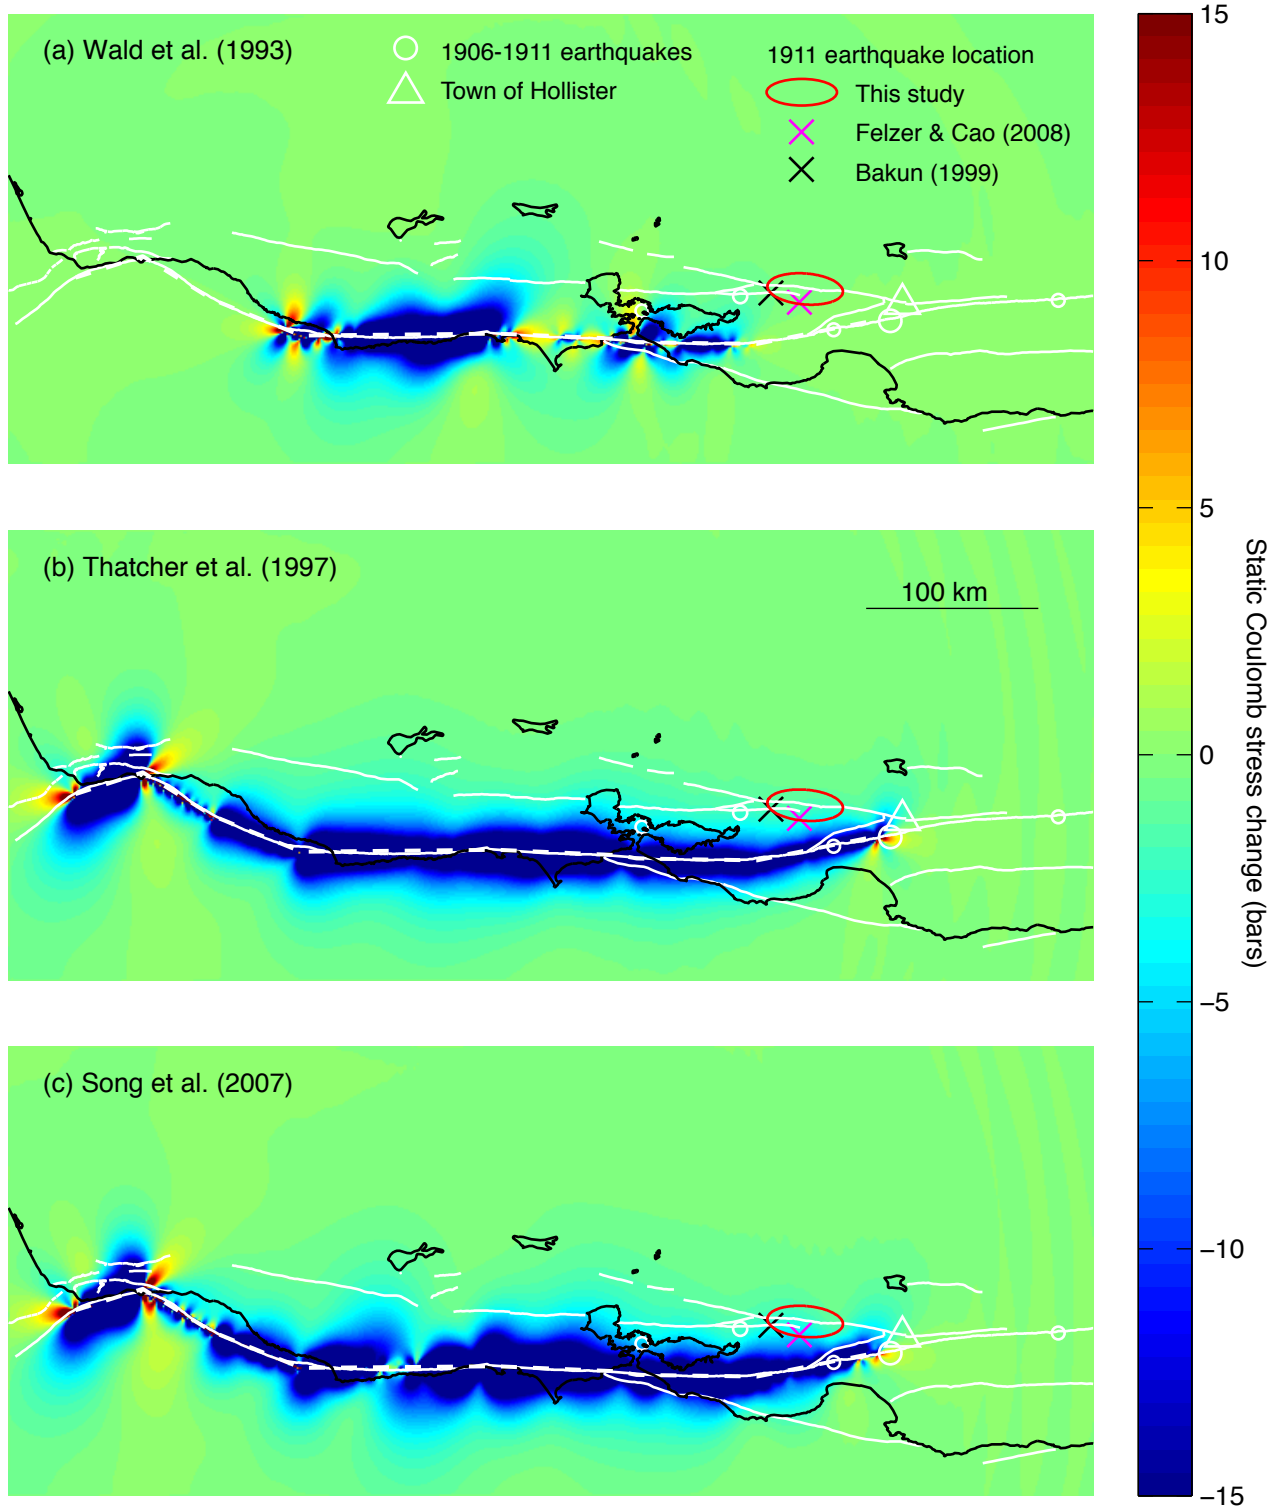 (a) Wald et al. (1993)
1906-1911 earthquakes
Town of Hollister
1911 earthquake location
This study
Felzer & Cao (2008)
Bakun (1999)
(b) Thatcher et al. (1997)
100 km
(c) Song et al. (2007)
15
10
5
0
−5
−10
−15
Static Coulomb stress change (bars)